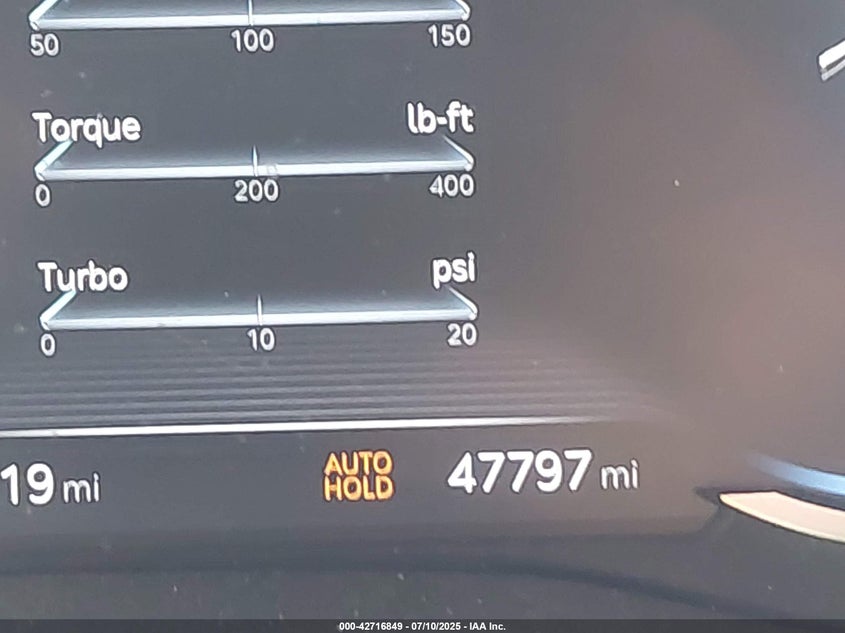 50 100 150
Torque lb-ft
0 200 400
Turbo psi
0 10 20
19 mi AUTO HOLD 47797 mi
000-42716849 - 07/10/2025 - IAA Inc.